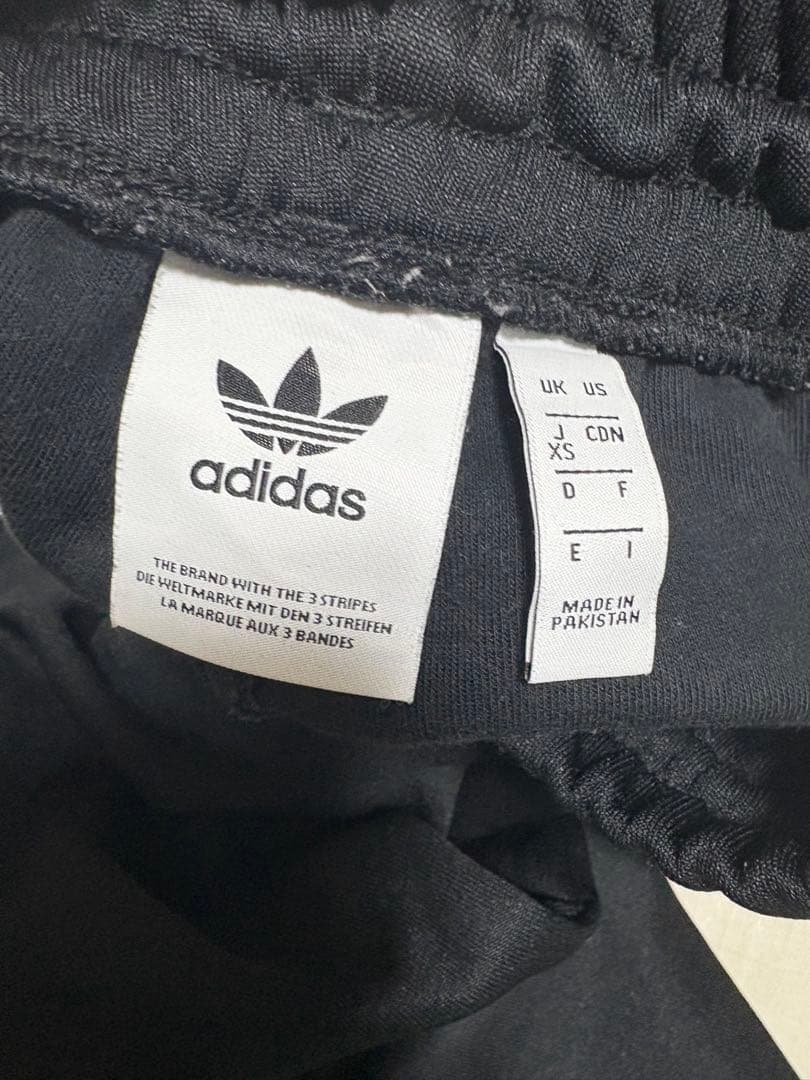 adidas
THE BRAND WITH THE 3 STRIPES
DIE WELTMARKE MIT DEN 3 STREIFEN
LA MARQUE AUX 3 BANDES
UK US
J CDN
XS
D F
E I
MADE IN
PAKISTAN